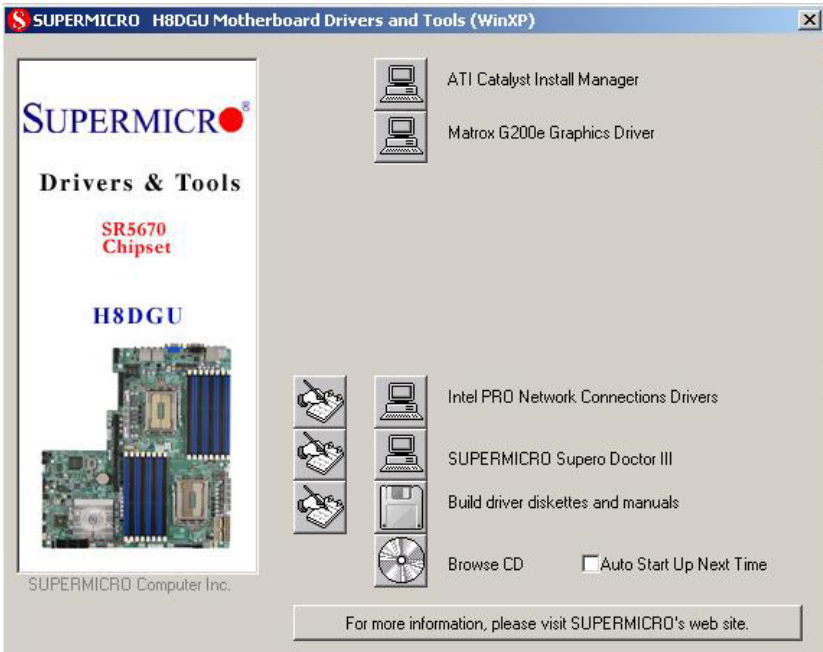 SUPERMICRO H8DGU Motherboard Drivers and Tools (WinXP)
SUPERMICRO®
Drivers & Tools
SR5670
Chipset
H8DGU
SUPERMICRO Computer Inc.
ATI Catalyst Install Manager
Matrox G200e Graphics Driver
Intel PRO Network Connections Drivers
SUPERMICRO Supero Doctor III
Build driver diskettes and manuals
Browse CD
Auto Start Up Next Time
For more information, please visit SUPERMICRO's web site.